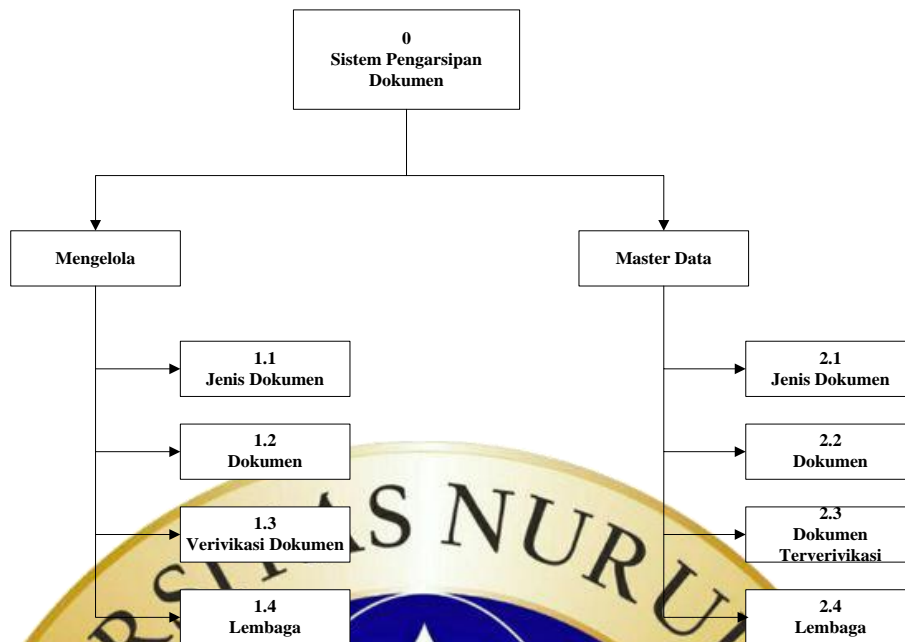 0
Sistem Pengarsipan
Dokumen
Mengelola
Master Data
1.1
Jenis Dokumen
2.1
Jenis Dokumen
1.2
Dokumen
2.2
Dokumen
1.3
Verivikasi Dokumen
2.3
Dokumen
Terverivikasi
1.4
Lembaga
2.4
Lembaga